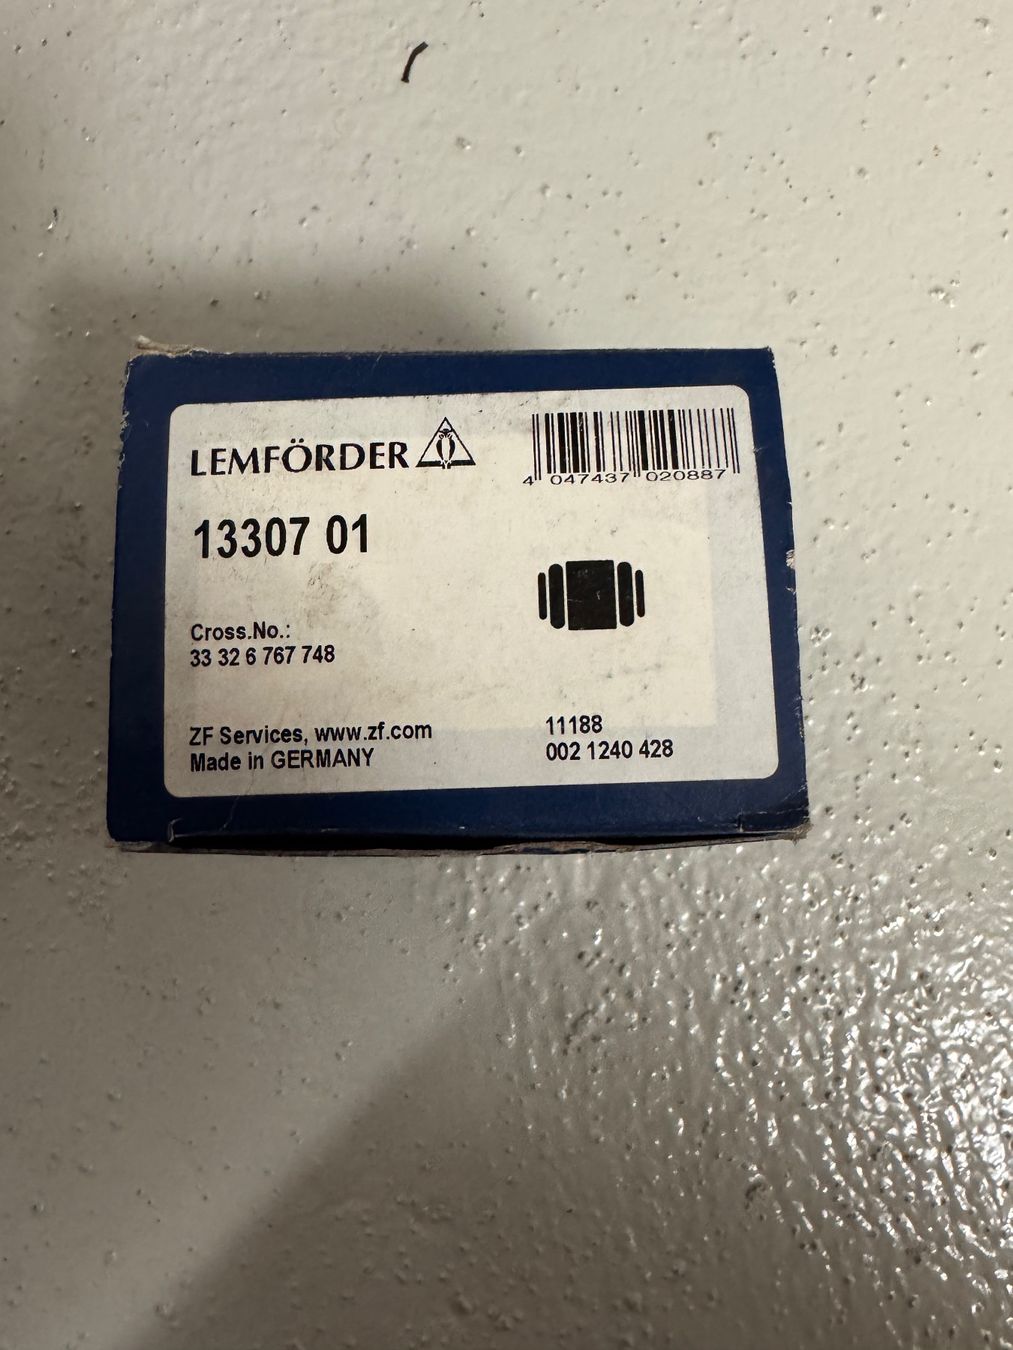 LEMFÖRDER
4 047437 020887
13307 01
Cross.No.:
33 32 6 767 748
ZF Services, www.zf.com
Made in GERMANY
11188
002 1240 428